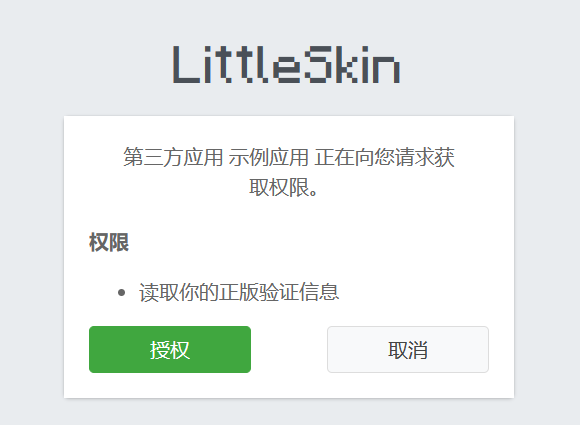 LittleSkin
第三方应用 示例应用 正在向您请求获
取权限。
权限
读取你的正版验证信息
授权
取消